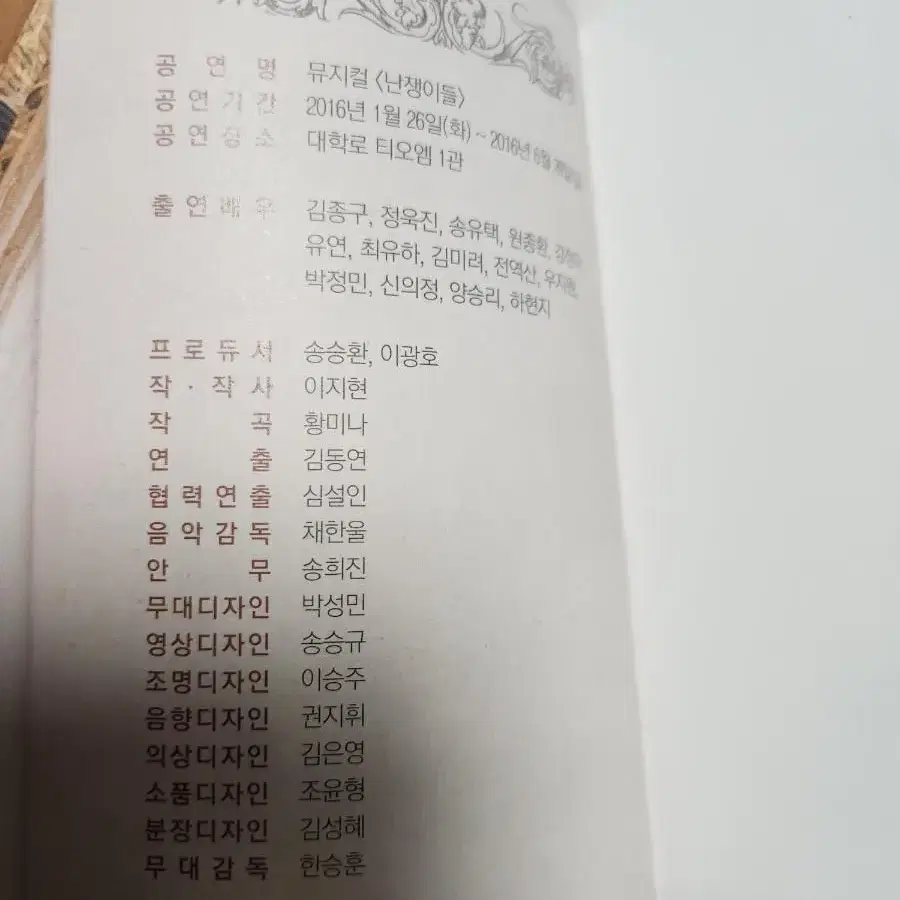 공연명 뮤지컬 <난쟁이들>
공연기간 2016년 1월 26일(화) ~ 2016년 6월
공연장소 대학로 티오엠 1관
출연배우 김종구, 정욱진, 송유택, 원종환,
유연, 최유하, 김미려, 전역산,
박정민, 신의정, 양승리, 하현지
프로듀서 송승환, 이광호
작·작사 이지현
작곡 황미나
연출 김동연
협력연출 심설인
음악감독 채한울
안무 송희진
무대디자인 박성민
영상디자인 송승규
조명디자인 이승주
음향디자인 권지휘
의상디자인 김은영
소품디자인 조윤형
분장디자인 김성혜
무대감독 한승훈